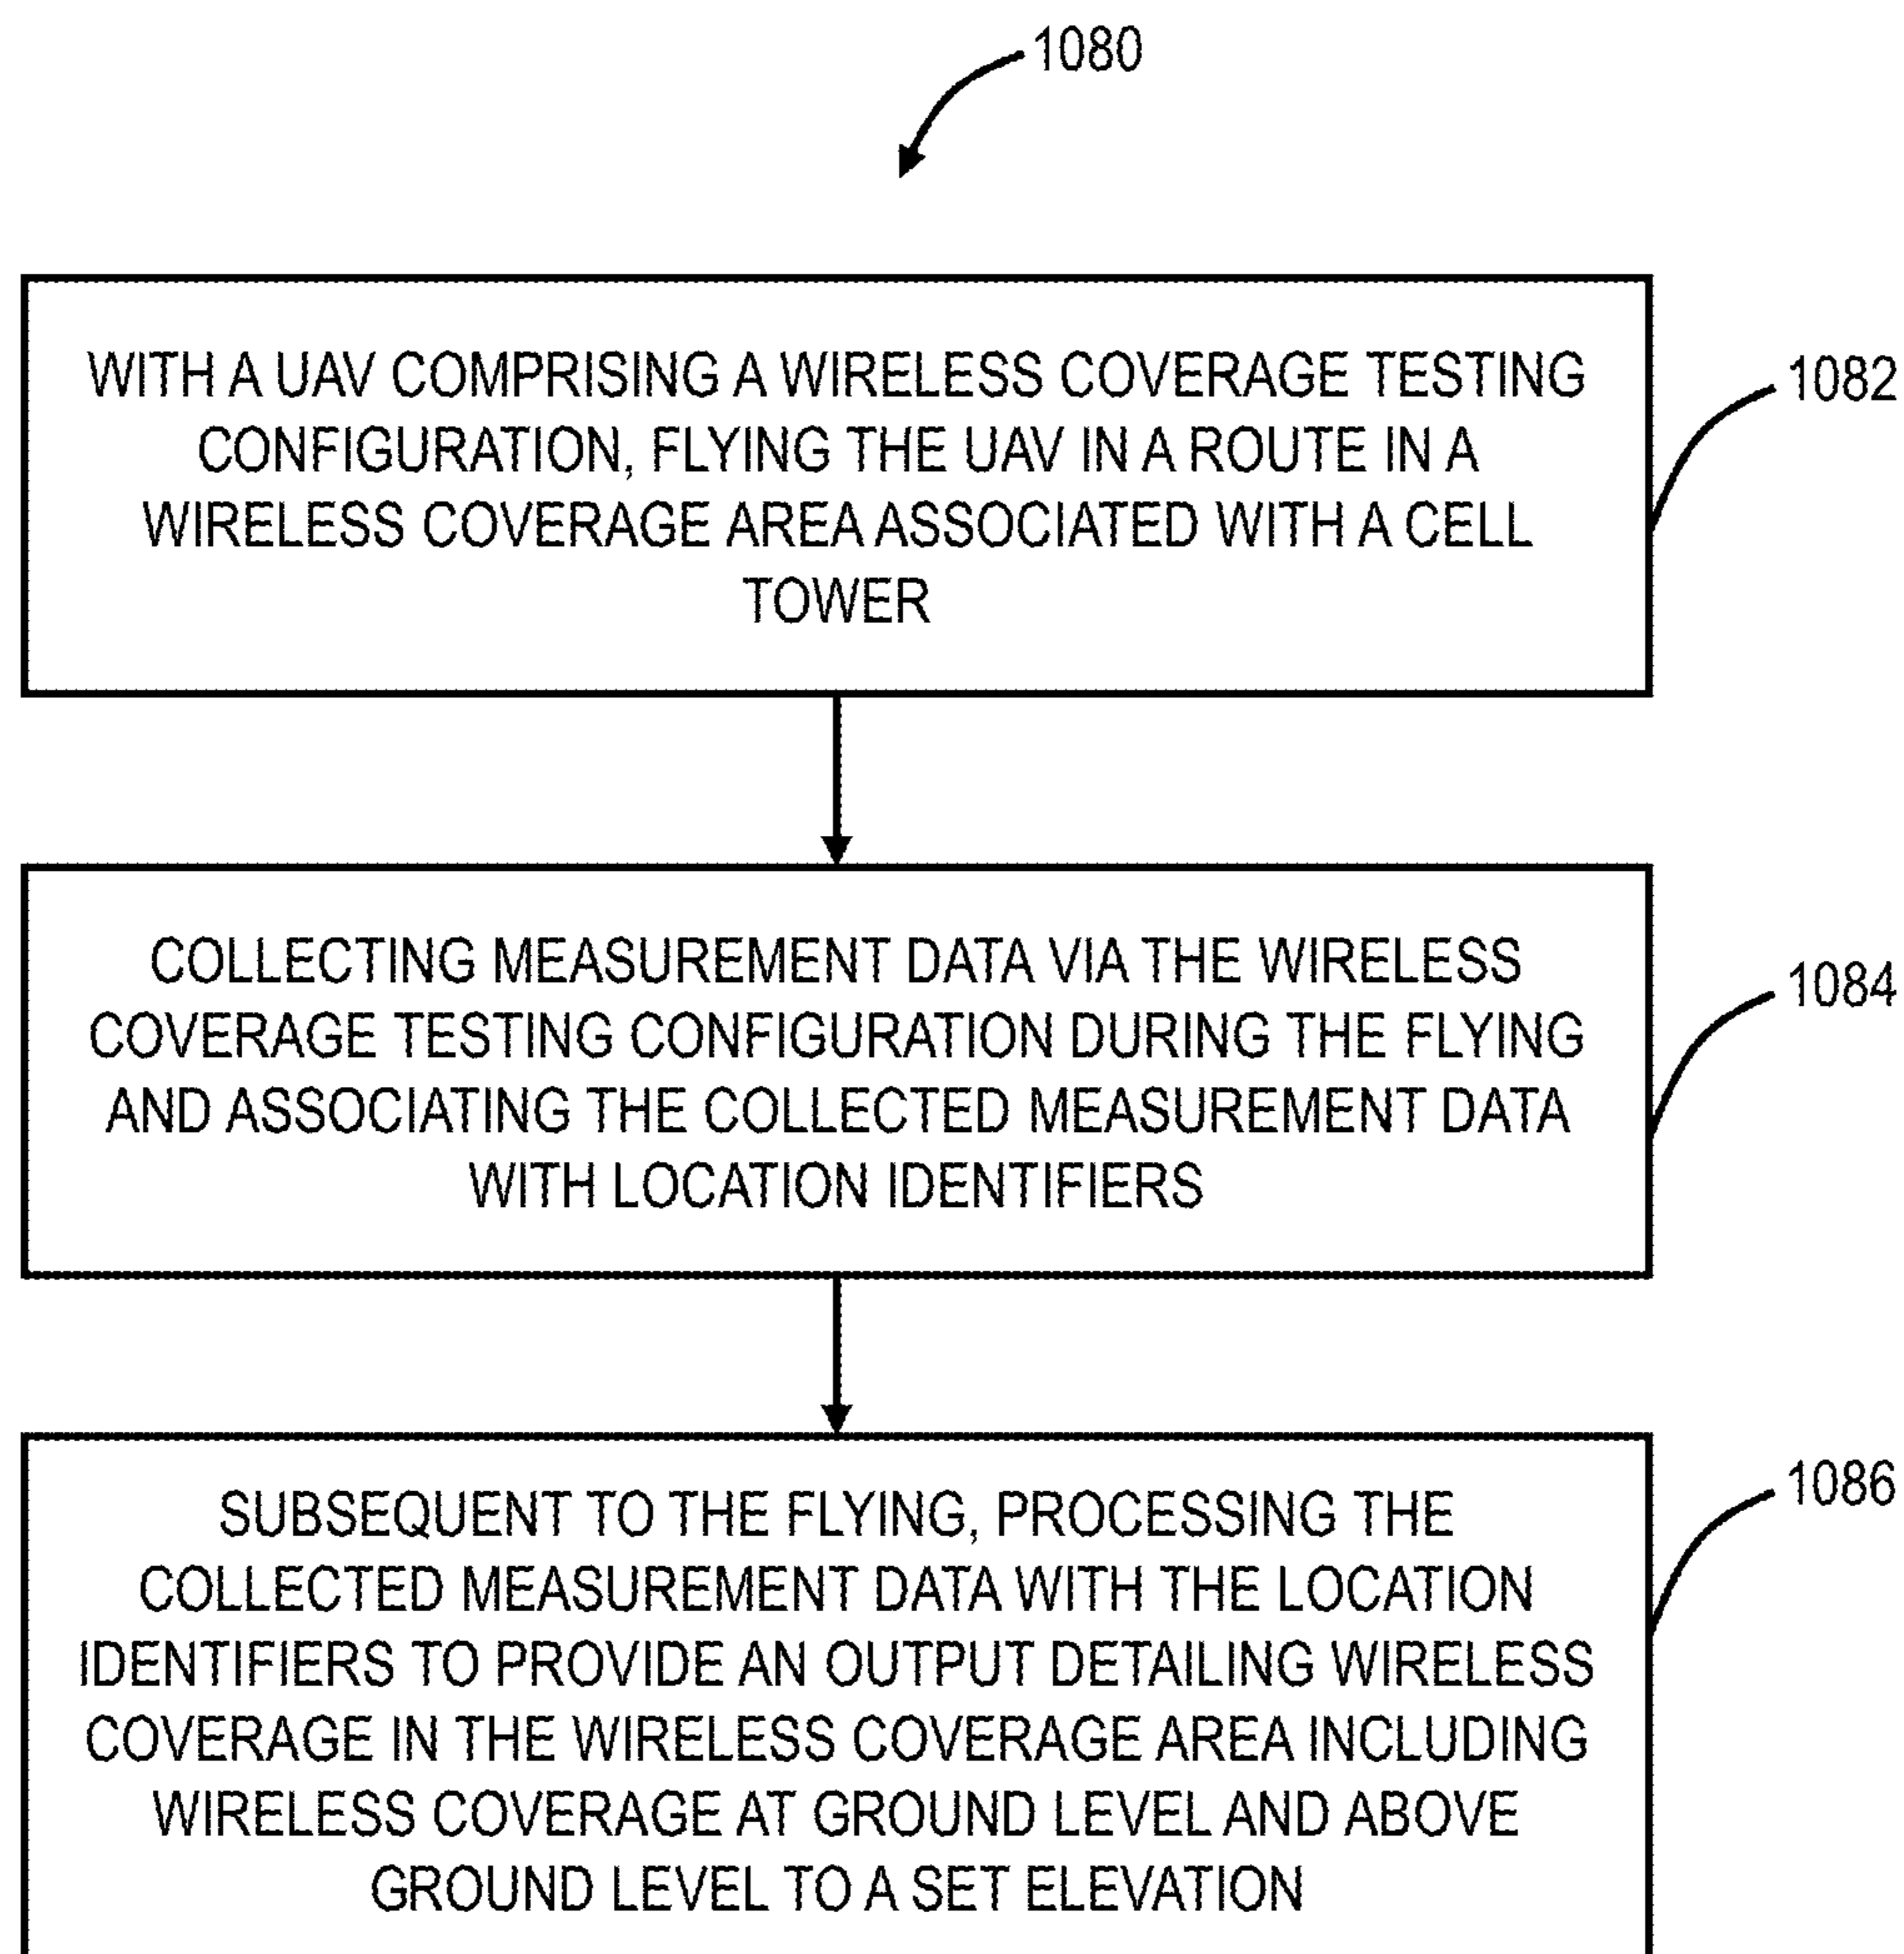 1080
WITH A UAV COMPRISING A WIRELESS COVERAGE TESTING
CONFIGURATION, FLYING THE UAV IN A ROUTE IN A
WIRELESS COVERAGE AREA ASSOCIATED WITH A CELL
TOWER
1082
COLLECTING MEASUREMENT DATA VIA THE WIRELESS
COVERAGE TESTING CONFIGURATION DURING THE FLYING
AND ASSOCIATING THE COLLECTED MEASUREMENT DATA
WITH LOCATION IDENTIFIERS
1084
SUBSEQUENT TO THE FLYING, PROCESSING THE
COLLECTED MEASUREMENT DATA WITH THE LOCATION
IDENTIFIERS TO PROVIDE AN OUTPUT DETAILING WIRELESS
COVERAGE IN THE WIRELESS COVERAGE AREA INCLUDING
WIRELESS COVERAGE AT GROUND LEVEL AND ABOVE
GROUND LEVEL TO A SET ELEVATION
1086